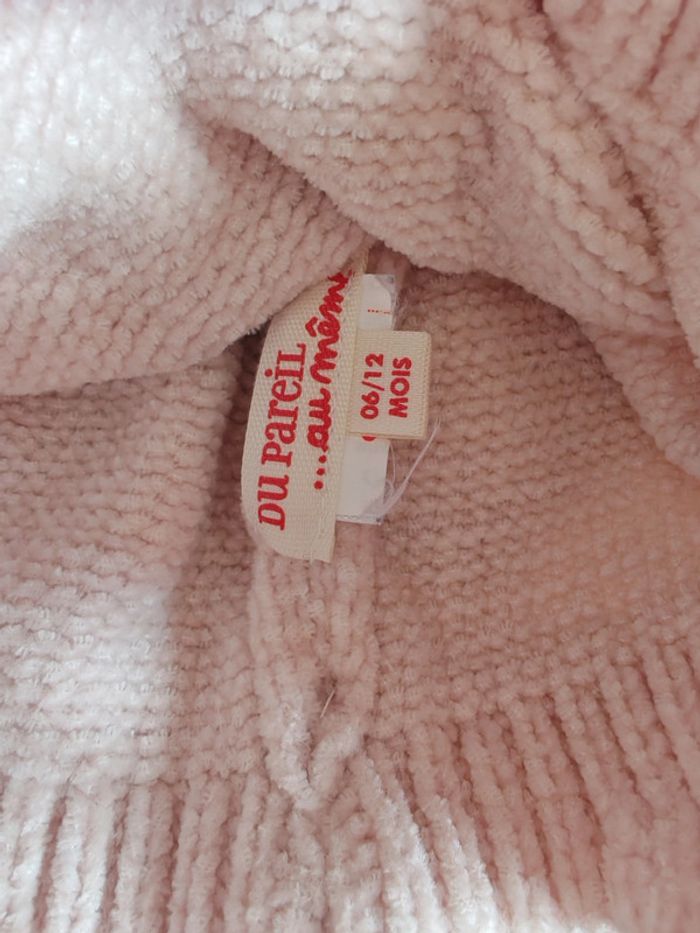 DU PAREIL
...au même
06/12
MOIS